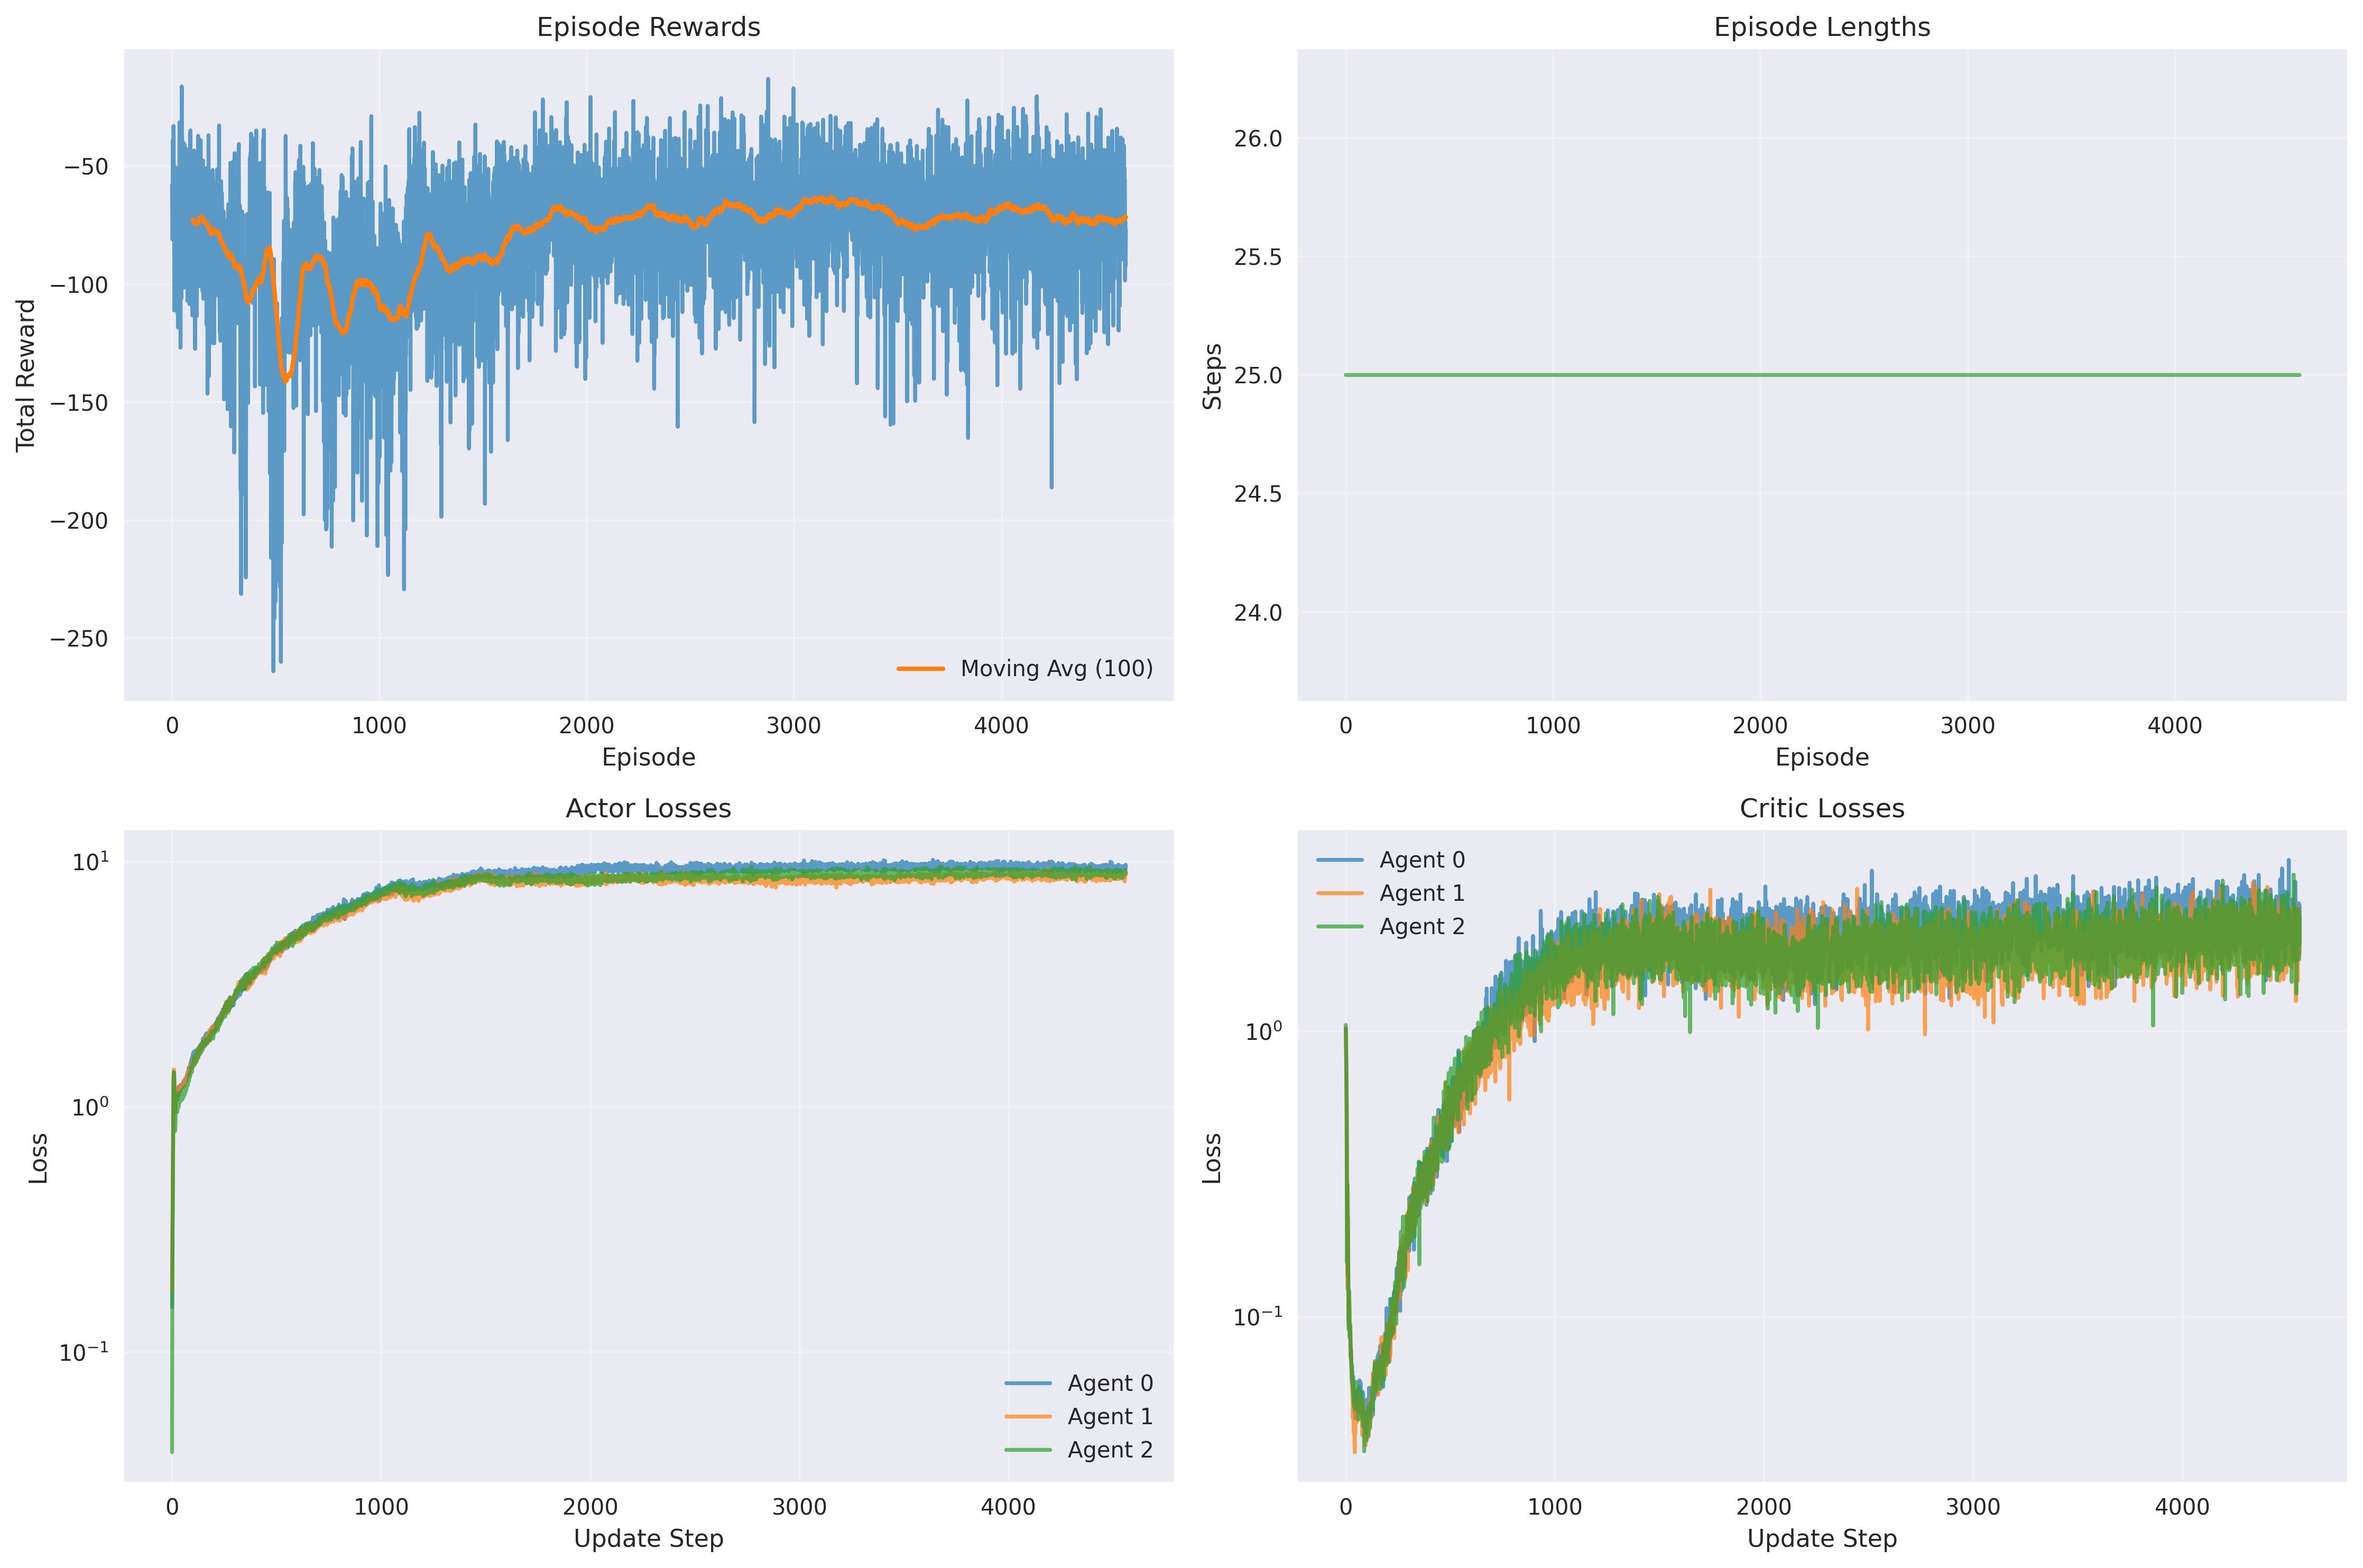 Episode Rewards
Total Reward
−50
−100
−150
−200
−250
Moving Avg (100)
0 1000 2000 3000 4000
Episode
Episode Lengths
Steps
26.0
25.5
25.0
24.5
24.0
0 1000 2000 3000 4000
Episode
Actor Losses
Loss
10¹
10⁰
10⁻¹
Agent 0
Agent 1
Agent 2
0 1000 2000 3000 4000
Update Step
Critic Losses
Loss
Agent 0
Agent 1
Agent 2
10⁰
10⁻¹
0 1000 2000 3000 4000
Update Step